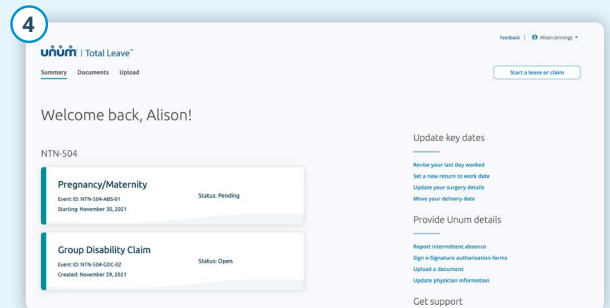 4
Feedback | Alison Jennings
unum | Total Leave™
Summary Documents Upload
Start a leave or claim
Welcome back, Alison!
NTN-504
Pregnancy/Maternity
Event ID: NTN-504-ABS-01
Starting: November 30, 2021
Status: Pending
Group Disability Claim
Event ID: NTN-504-GDC-02
Created: November 29, 2021
Status: Open
Update key dates
Revise your last day worked
Set a new return to work date
Update your surgery details
Move your delivery date
Provide Unum details
Report intermittent absence
Sign e-Signature authorization forms
Upload a document
Update physician information
Get support